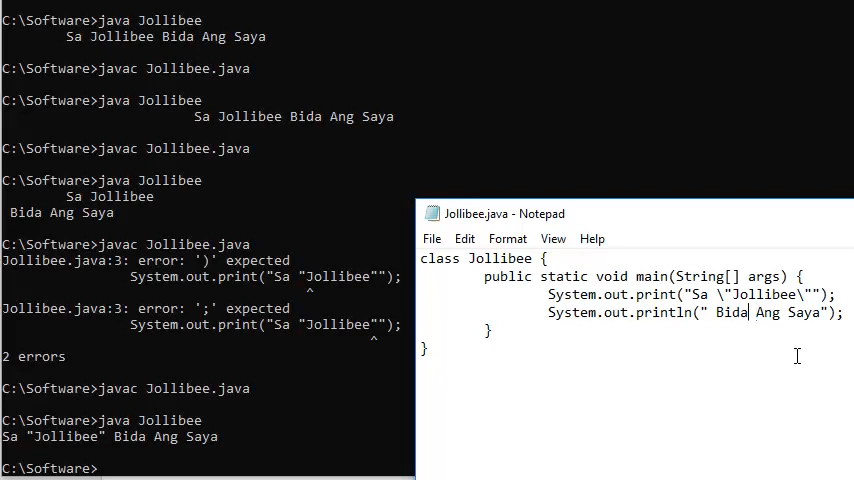 C:\Software>java Jollibee
Sa Jollibee Bida Ang Saya
C:\Software>javac Jollibee.java
C:\Software>java Jollibee
Sa Jollibee Bida Ang Saya
C:\Software>javac Jollibee.java
C:\Software>java Jollibee
Sa Jollibee
Bida Ang Saya
C:\Software>javac Jollibee.java
Jollibee.java:3: error: ')' expected
System.out.print("Sa "Jollibee"");
^
Jollibee.java:3: error: ';' expected
System.out.print("Sa "Jollibee"");
^
2 errors
C:\Software>javac Jollibee.java
C:\Software>java Jollibee
Sa "Jollibee" Bida Ang Saya
C:\Software>
Jollibee.java - Notepad
File Edit Format View Help
class Jollibee {
public static void main(String[] args) {
System.out.print("Sa \"Jollibee\"");
System.out.println(" Bida Ang Saya");
}
}